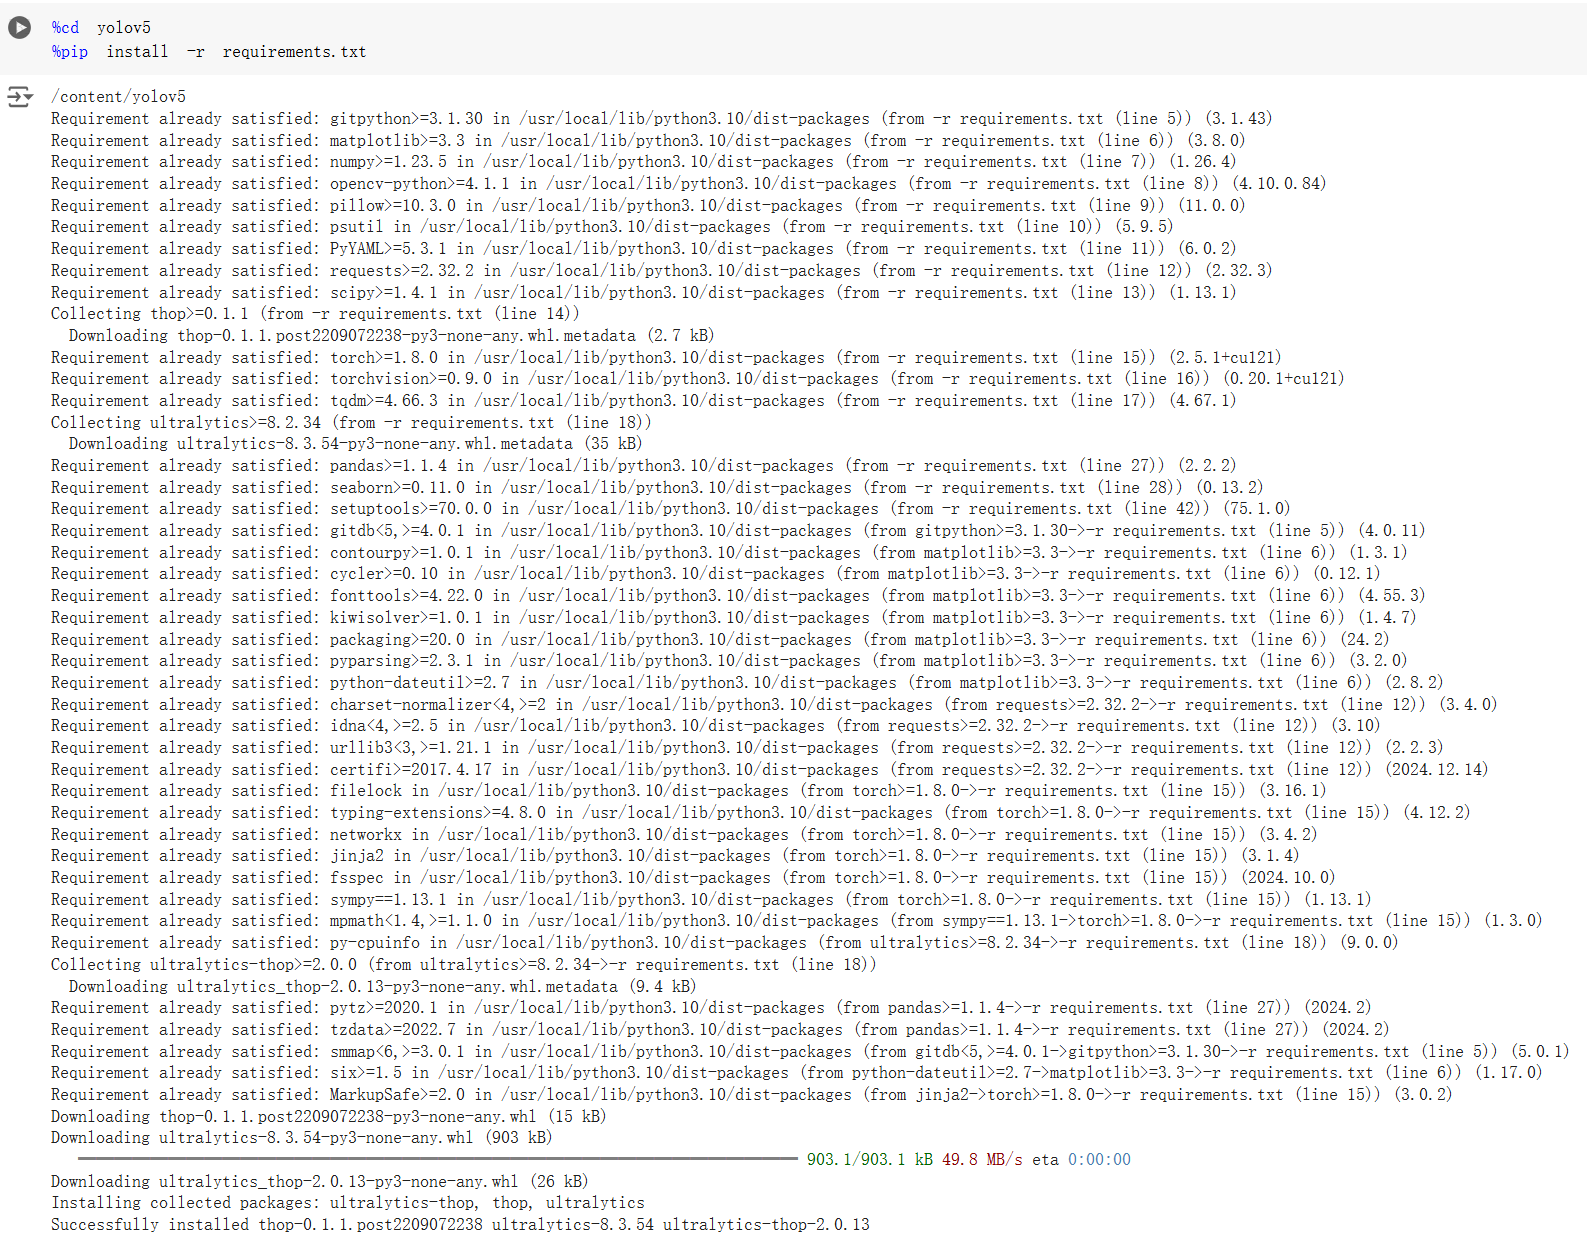 %cd yolov5
%pip install -r requirements.txt
/content/yolov5
Requirement already satisfied: gitpython>=3.1.30 in /usr/local/lib/python3.10/dist-packages (from -r requirements.txt (line 5)) (3.1.43)
Requirement already satisfied: matplotlib>=3.3 in /usr/local/lib/python3.10/dist-packages (from -r requirements.txt (line 6)) (3.8.0)
Requirement already satisfied: numpy>=1.23.5 in /usr/local/lib/python3.10/dist-packages (from -r requirements.txt (line 7)) (1.26.4)
Requirement already satisfied: opencv-python>=4.1.1 in /usr/local/lib/python3.10/dist-packages (from -r requirements.txt (line 8)) (4.10.0.84)
Requirement already satisfied: pillow>=10.3.0 in /usr/local/lib/python3.10/dist-packages (from -r requirements.txt (line 9)) (11.0.0)
Requirement already satisfied: psutil in /usr/local/lib/python3.10/dist-packages (from -r requirements.txt (line 10)) (5.9.5)
Requirement already satisfied: PyYAML>=5.3.1 in /usr/local/lib/python3.10/dist-packages (from -r requirements.txt (line 11)) (6.0.2)
Requirement already satisfied: requests>=2.32.2 in /usr/local/lib/python3.10/dist-packages (from -r requirements.txt (line 12)) (2.32.3)
Requirement already satisfied: scipy>=1.4.1 in /usr/local/lib/python3.10/dist-packages (from -r requirements.txt (line 13)) (1.13.1)
Collecting thop>=0.1.1 (from -r requirements.txt (line 14))
Downloading thop-0.1.1.post2209072238-py3-none-any.whl.metadata (2.7 kB)
Requirement already satisfied: torch>=1.8.0 in /usr/local/lib/python3.10/dist-packages (from -r requirements.txt (line 15)) (2.5.1+cu121)
Requirement already satisfied: torchvision>=0.9.0 in /usr/local/lib/python3.10/dist-packages (from -r requirements.txt (line 16)) (0.20.1+cu121)
Requirement already satisfied: tqdm>=4.66.3 in /usr/local/lib/python3.10/dist-packages (from -r requirements.txt (line 17)) (4.67.1)
Collecting ultralytics>=8.2.34 (from -r requirements.txt (line 18))
Downloading ultralytics-8.3.54-py3-none-any.whl.metadata (35 kB)
Requirement already satisfied: pandas>=1.1.4 in /usr/local/lib/python3.10/dist-packages (from -r requirements.txt (line 27)) (2.2.2)
Requirement already satisfied: seaborn>=0.11.0 in /usr/local/lib/python3.10/dist-packages (from -r requirements.txt (line 28)) (0.13.2)
Requirement already satisfied: setuptools>=70.0.0 in /usr/local/lib/python3.10/dist-packages (from -r requirements.txt (line 42)) (75.1.0)
Requirement already satisfied: gitdb<5,>=4.0.1 in /usr/local/lib/python3.10/dist-packages (from gitpython>=3.1.30->-r requirements.txt (line 5)) (4.0.11)
Requirement already satisfied: contourpy>=1.0.1 in /usr/local/lib/python3.10/dist-packages (from matplotlib>=3.3->-r requirements.txt (line 6)) (1.3.1)
Requirement already satisfied: cycler>=0.10 in /usr/local/lib/python3.10/dist-packages (from matplotlib>=3.3->-r requirements.txt (line 6)) (0.12.1)
Requirement already satisfied: fonttools>=4.22.0 in /usr/local/lib/python3.10/dist-packages (from matplotlib>=3.3->-r requirements.txt (line 6)) (4.55.3)
Requirement already satisfied: kiwisolver>=1.0.1 in /usr/local/lib/python3.10/dist-packages (from matplotlib>=3.3->-r requirements.txt (line 6)) (1.4.7)
Requirement already satisfied: packaging>=20.0 in /usr/local/lib/python3.10/dist-packages (from matplotlib>=3.3->-r requirements.txt (line 6)) (24.2)
Requirement already satisfied: pyparsing>=2.3.1 in /usr/local/lib/python3.10/dist-packages (from matplotlib>=3.3->-r requirements.txt (line 6)) (3.2.0)
Requirement already satisfied: python-dateutil>=2.7 in /usr/local/lib/python3.10/dist-packages (from matplotlib>=3.3->-r requirements.txt (line 6)) (2.8.2)
Requirement already satisfied: charset-normalizer<4,>=2 in /usr/local/lib/python3.10/dist-packages (from requests>=2.32.2->-r requirements.txt (line 12)) (3.4.0)
Requirement already satisfied: idna<4,>=2.5 in /usr/local/lib/python3.10/dist-packages (from requests>=2.32.2->-r requirements.txt (line 12)) (3.10)
Requirement already satisfied: urllib3<3,>=1.21.1 in /usr/local/lib/python3.10/dist-packages (from requests>=2.32.2->-r requirements.txt (line 12)) (2.2.3)
Requirement already satisfied: certifi>=2017.4.17 in /usr/local/lib/python3.10/dist-packages (from requests>=2.32.2->-r requirements.txt (line 12)) (2024.12.14)
Requirement already satisfied: filelock in /usr/local/lib/python3.10/dist-packages (from torch>=1.8.0->-r requirements.txt (line 15)) (3.16.1)
Requirement already satisfied: typing-extensions>=4.8.0 in /usr/local/lib/python3.10/dist-packages (from torch>=1.8.0->-r requirements.txt (line 15)) (4.12.2)
Requirement already satisfied: networkx in /usr/local/lib/python3.10/dist-packages (from torch>=1.8.0->-r requirements.txt (line 15)) (3.4.2)
Requirement already satisfied: jinja2 in /usr/local/lib/python3.10/dist-packages (from torch>=1.8.0->-r requirements.txt (line 15)) (3.1.4)
Requirement already satisfied: fsspec in /usr/local/lib/python3.10/dist-packages (from torch>=1.8.0->-r requirements.txt (line 15)) (2024.10.0)
Requirement already satisfied: sympy==1.13.1 in /usr/local/lib/python3.10/dist-packages (from torch>=1.8.0->-r requirements.txt (line 15)) (1.13.1)
Requirement already satisfied: mpmath<1.4,>=1.1.0 in /usr/local/lib/python3.10/dist-packages (from sympy==1.13.1->torch>=1.8.0->-r requirements.txt (line 15)) (1.3.0)
Requirement already satisfied: py-cpuinfo in /usr/local/lib/python3.10/dist-packages (from ultralytics>=8.2.34->-r requirements.txt (line 18)) (9.0.0)
Collecting ultralytics-thop>=2.0.0 (from ultralytics>=8.2.34->-r requirements.txt (line 18))
Downloading ultralytics_thop-2.0.13-py3-none-any.whl.metadata (9.4 kB)
Requirement already satisfied: pytz>=2020.1 in /usr/local/lib/python3.10/dist-packages (from pandas>=1.1.4->-r requirements.txt (line 27)) (2024.2)
Requirement already satisfied: tzdata>=2022.7 in /usr/local/lib/python3.10/dist-packages (from pandas>=1.1.4->-r requirements.txt (line 27)) (2024.2)
Requirement already satisfied: smmap<6,>=3.0.1 in /usr/local/lib/python3.10/dist-packages (from gitdb<5,>=4.0.1->gitpython>=3.1.30->-r requirements.txt (line 5)) (5.0.1)
Requirement already satisfied: six>=1.5 in /usr/local/lib/python3.10/dist-packages (from python-dateutil>=2.7->matplotlib>=3.3->-r requirements.txt (line 6)) (1.17.0)
Requirement already satisfied: MarkupSafe>=2.0 in /usr/local/lib/python3.10/dist-packages (from jinja2->torch>=1.8.0->-r requirements.txt (line 15)) (3.0.2)
Downloading thop-0.1.1.post2209072238-py3-none-any.whl (15 kB)
Downloading ultralytics-8.3.54-py3-none-any.whl (903 kB)
903.1/903.1 kB 49.8 MB/s eta 0:00:00
Downloading ultralytics_thop-2.0.13-py3-none-any.whl (26 kB)
Installing collected packages: ultralytics-thop, thop, ultralytics
Successfully installed thop-0.1.1.post2209072238 ultralytics-8.3.54 ultralytics-thop-2.0.13